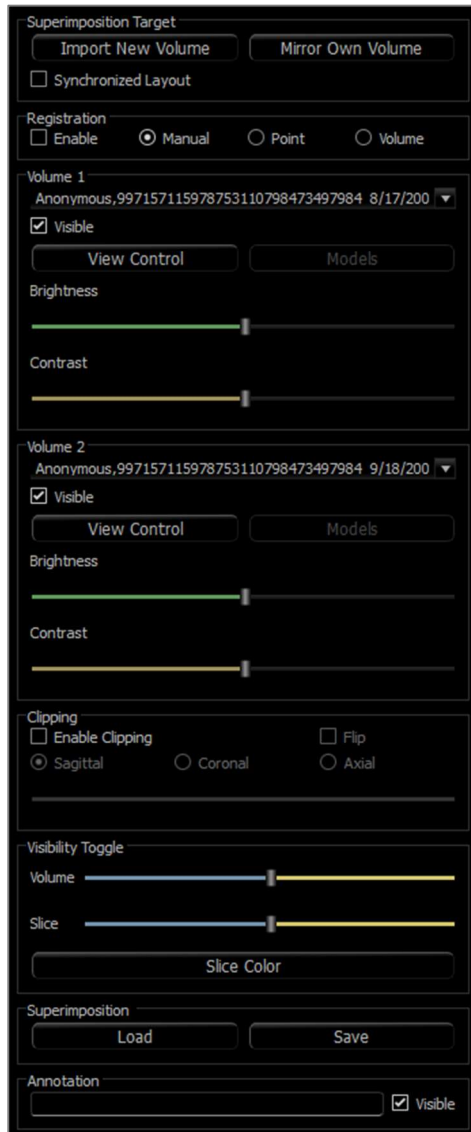 Superimposition Target
Import New Volume Mirror Own Volume
Synchronized Layout
Registration
Enable Manual Point Volume
Volume 1
Anonymous,99715711597875311079847349​7984 8/17/200
Visible
View Control Models
Brightness
Contrast
Volume 2
Anonymous,997157115978753110798473497984 9/18/200
Visible
View Control Models
Brightness
Contrast
Clipping
Enable Clipping Flip
Sagittal Coronal Axial
Visibility Toggle
Volume
Slice
Slice Color
Superimposition
Load Save
Annotation
Visible